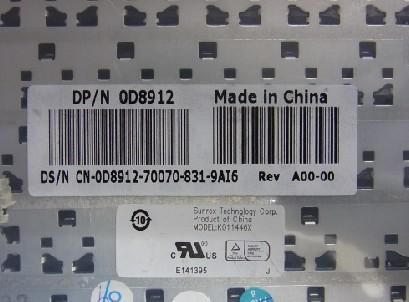 DP/N 0D8912
Made in China
DS/N CN-0D8912-70070-831-9AI6 Rev A00-00
10
Sunrex Technology Corp.
Product of China
MODEL:K011446X
C US
E141395
J